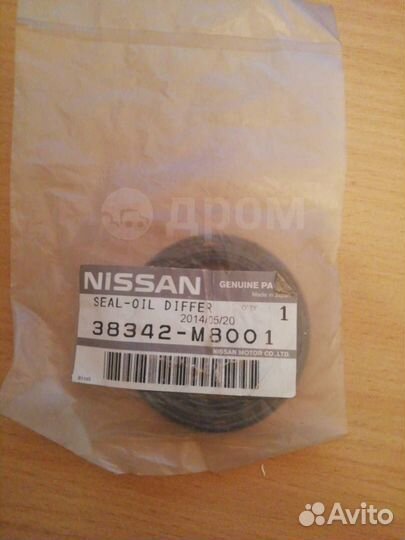 дром
NISSAN
GENUINE PA
Made in Japan
SEAL-OIL DIFFER
Q'TY
1
2014/05/20
38342-M8001
NISSAN MOTOR CO.,LTD.
Avito